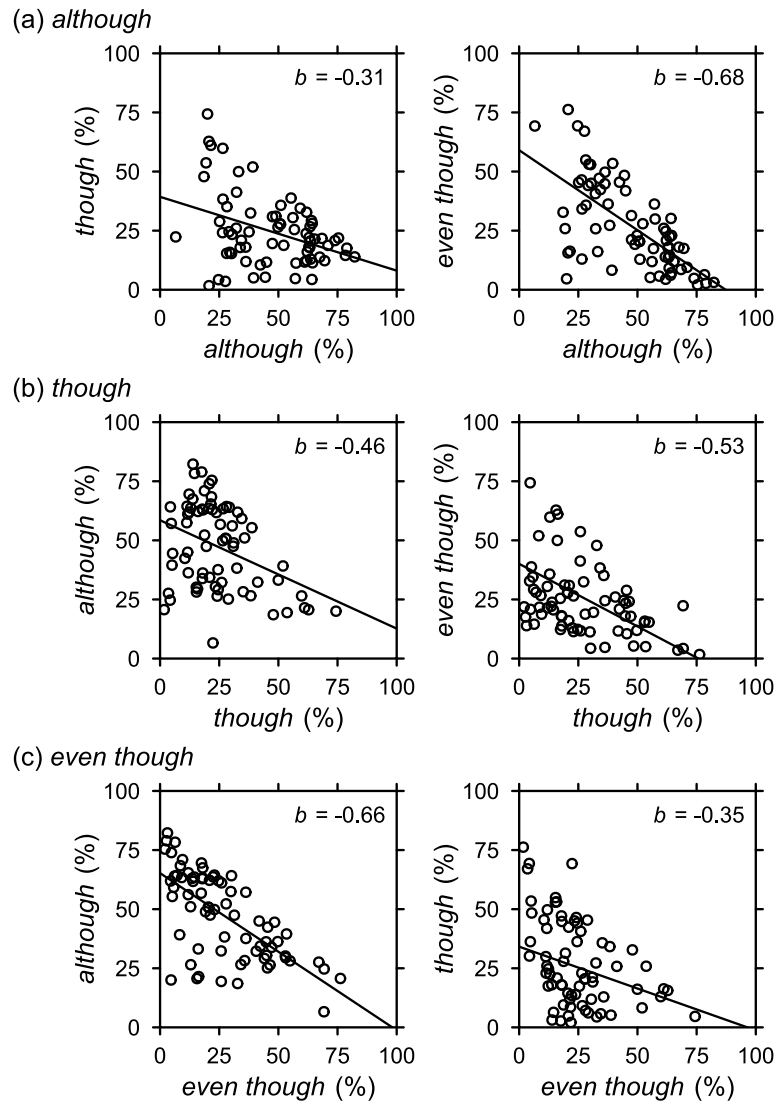 (a) although
100
75
50
25
0
though (%)
b = -0.31
0 25 50 75 100
although (%)
100
75
50
25
0
even though (%)
b = -0.68
0 25 50 75 100
although (%)
(b) though
100
75
50
25
0
although (%)
b = -0.46
0 25 50 75 100
though (%)
100
75
50
25
0
even though (%)
b = -0.53
0 25 50 75 100
though (%)
(c) even though
100
75
50
25
0
although (%)
b = -0.66
0 25 50 75 100
even though (%)
100
75
50
25
0
though (%)
b = -0.35
0 25 50 75 100
even though (%)